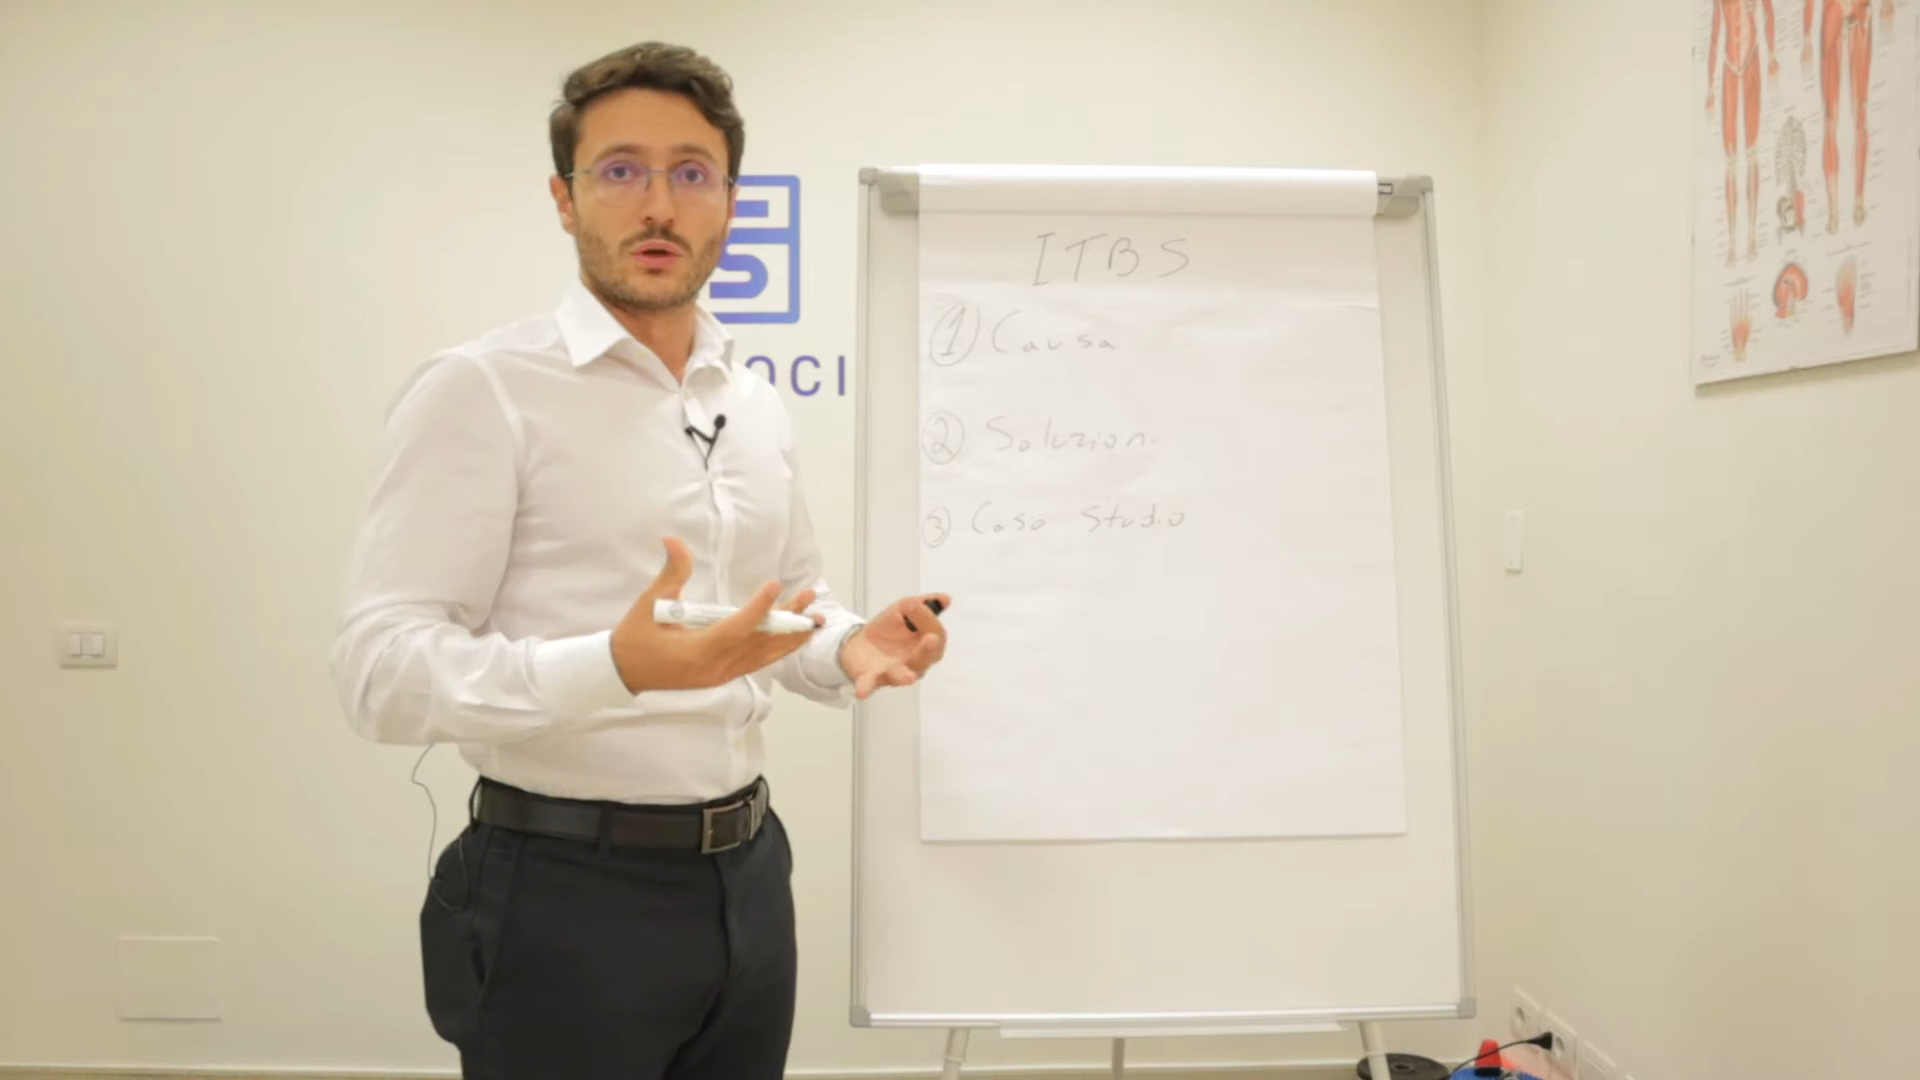 ITBS
1 Causa
2 Soluzioni
3 Caso Studio
S
OCI